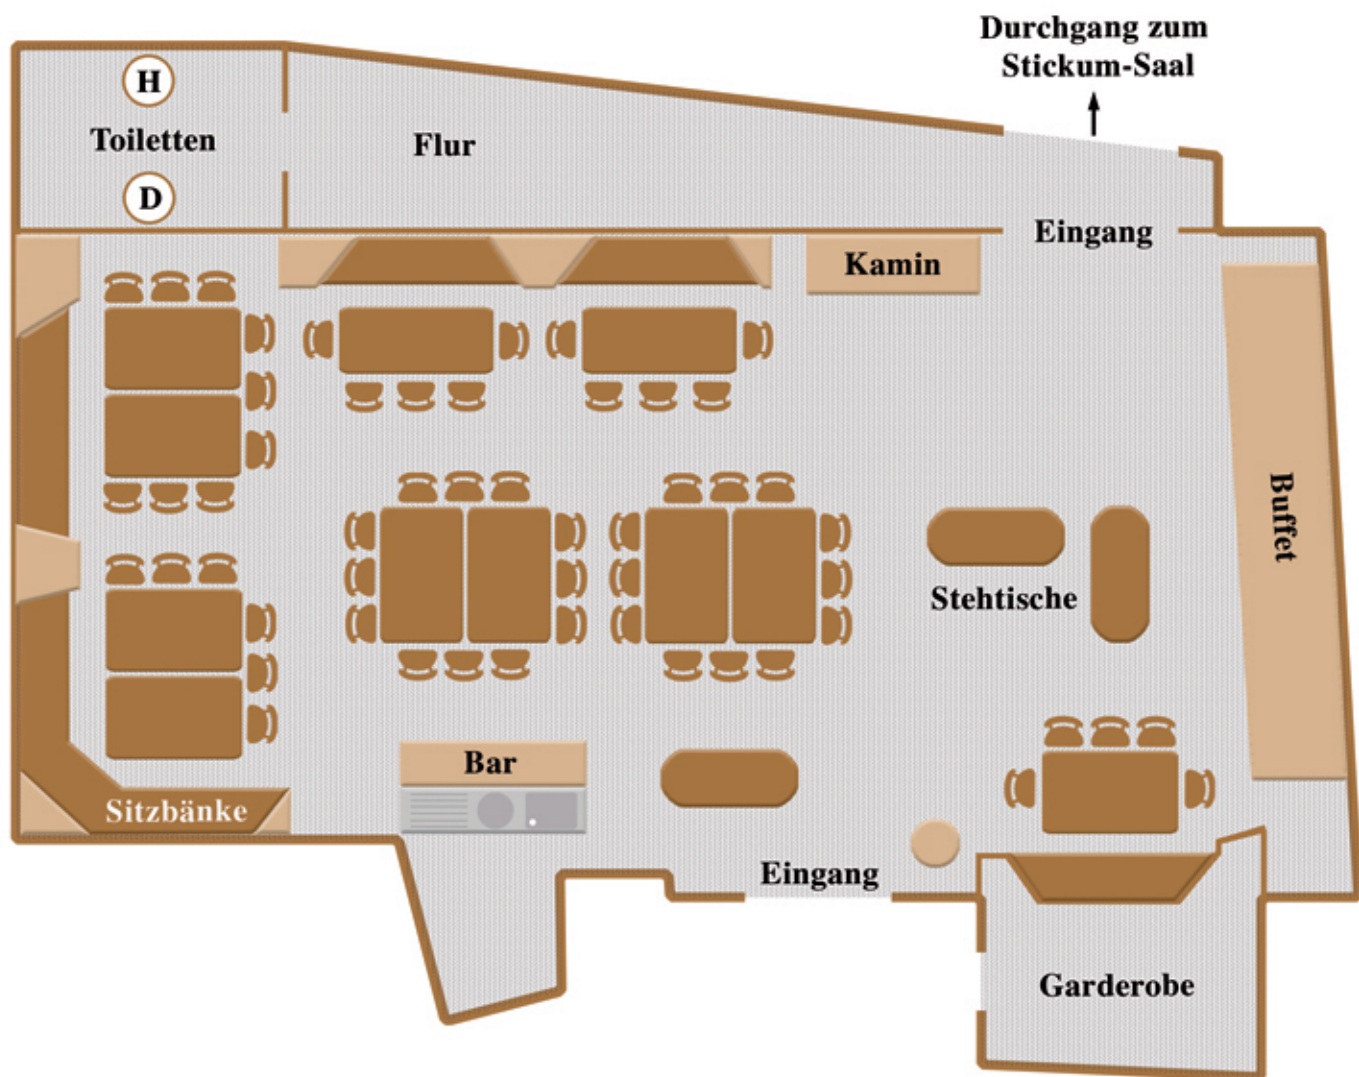 Durchgang zum
Stickum-Saal
H
Toiletten
Flur
D
Eingang
Kamin
Buffet
Stehtische
Bar
Sitzbänke
Eingang
Garderobe